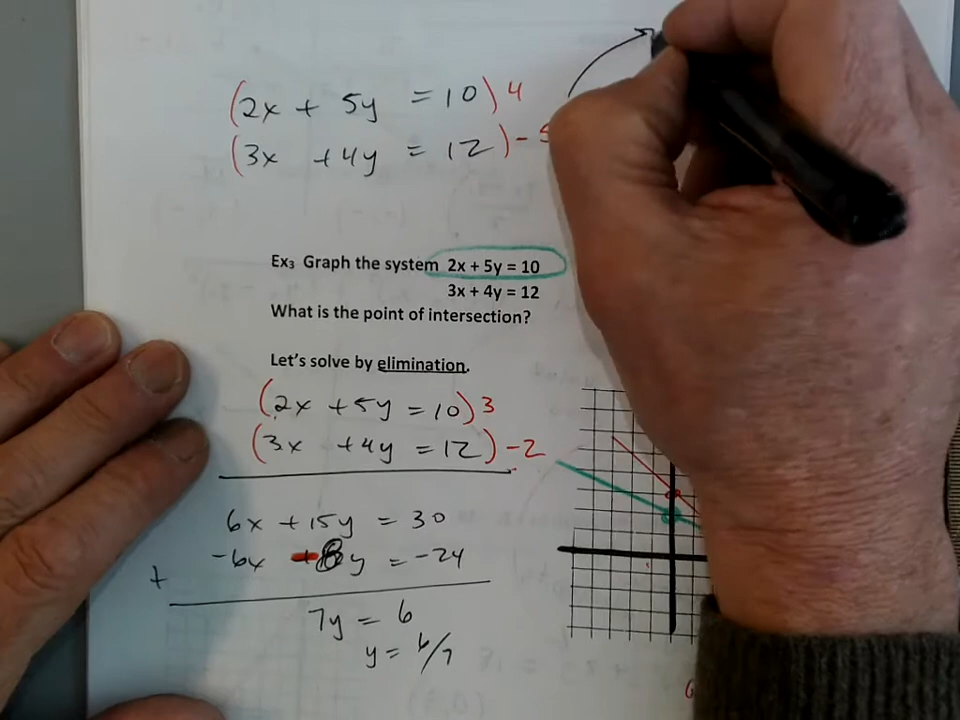 (2x + 5y = 10) 4
(3x + 4y = 12) - 5
Ex3 Graph the system 2x + 5y = 10
3x + 4y = 12
What is the point of intersection?
Let's solve by elimination.
(2x + 5y = 10) 3
(3x + 4y = 12) - 2
6x + 15y = 30
-6x - 8y = -24
+
7y = 6
y = 6/7